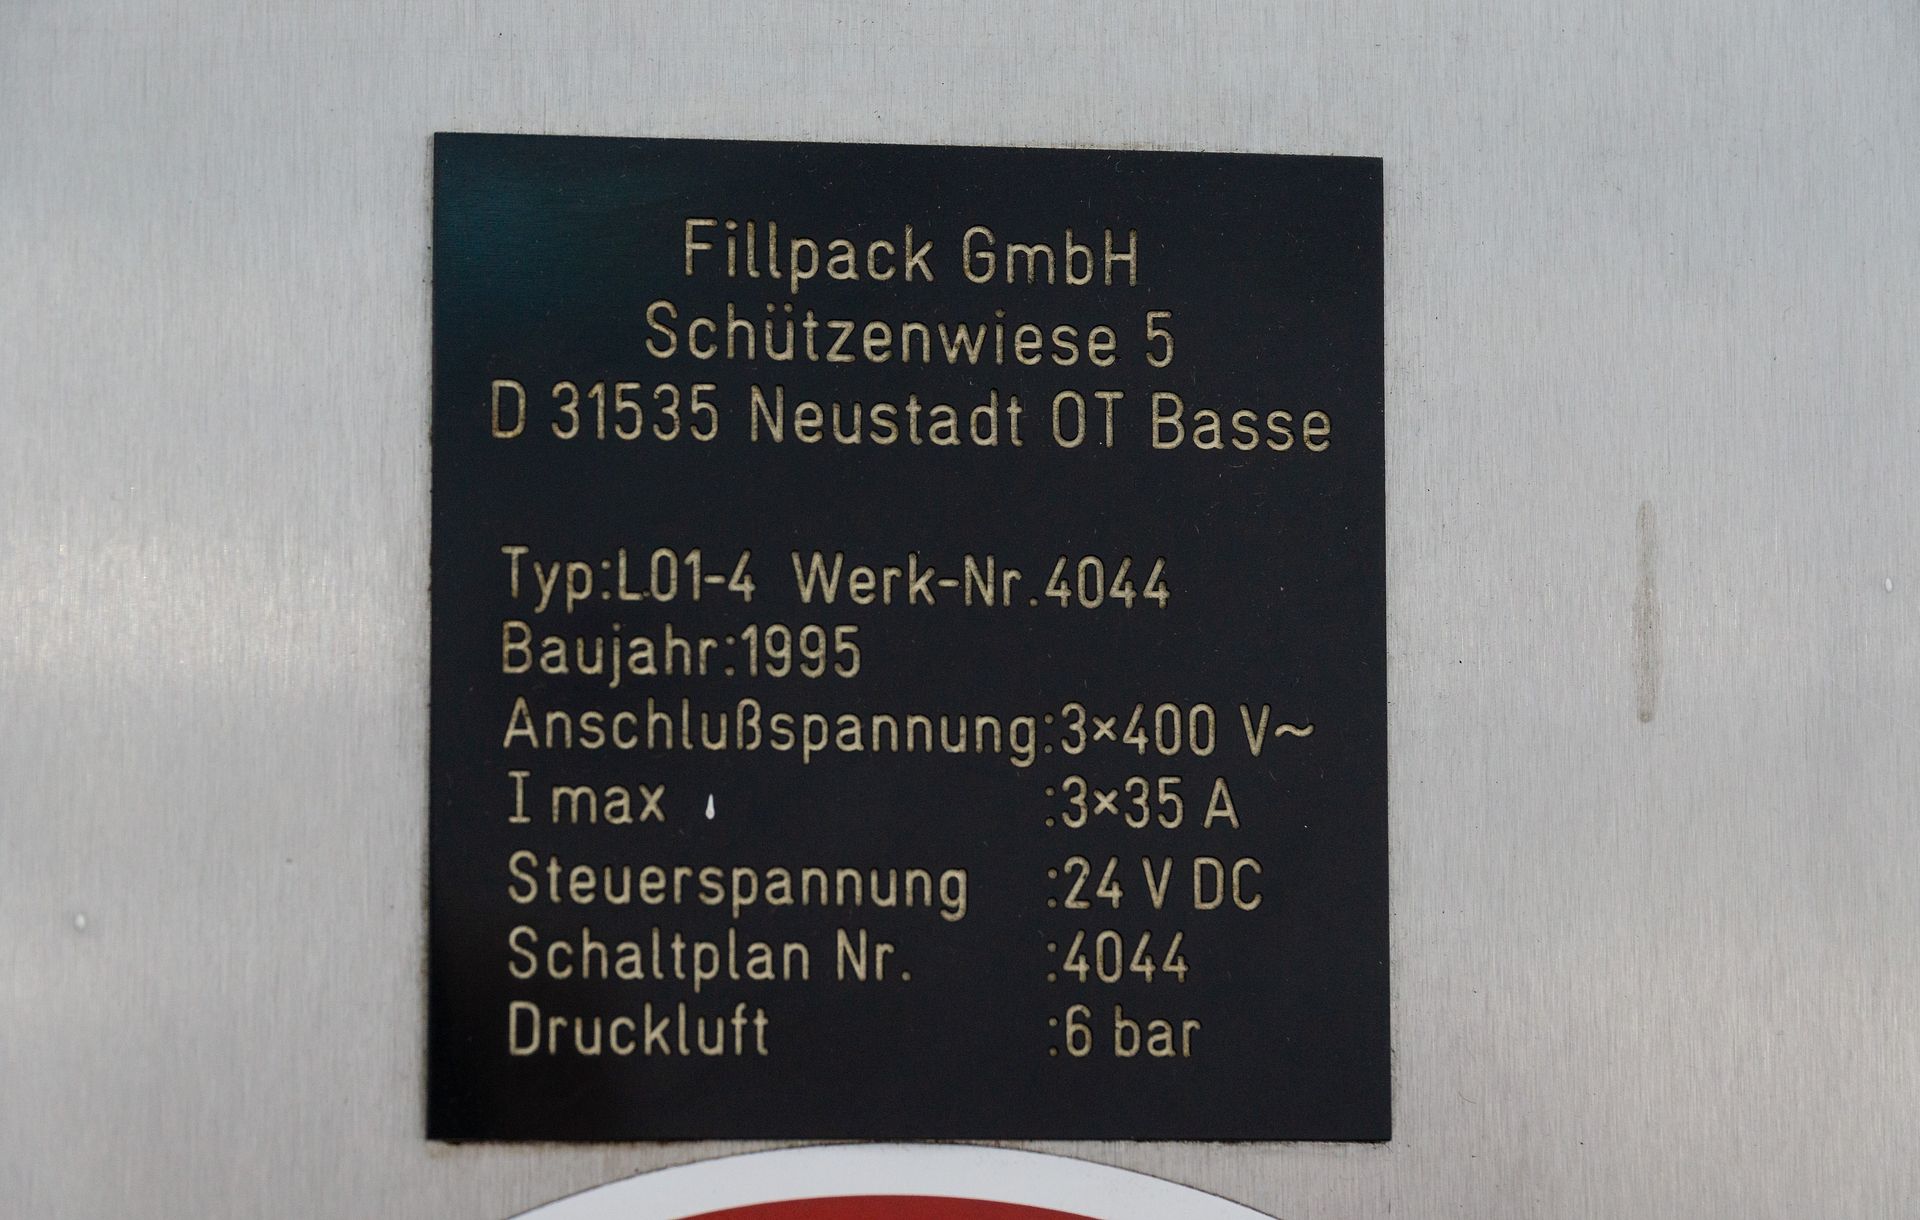 Fillpack GmbH
Schützenwiese 5
D 31535 Neustadt OT Basse
Typ:L01-4 Werk-Nr.4044
Baujahr:1995
Anschlußspannung:3×400 V~
I max :3×35 A
Steuerspannung :24 V DC
Schaltplan Nr. :4044
Druckluft :6 bar